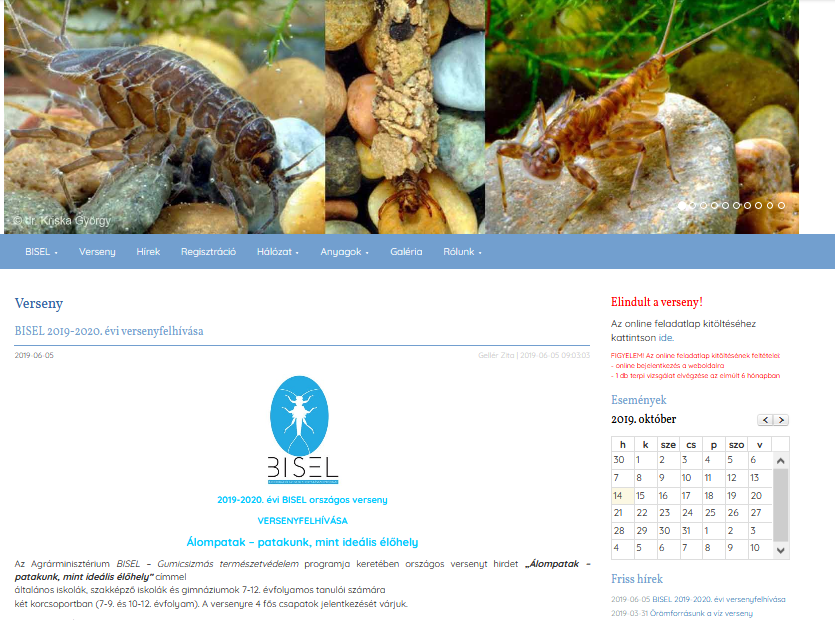 © dr. Kriska György
BISEL
Verseny
Hírek
Regisztráció
Hálózat
Anyagok
Galéria
Rólunk
Verseny
BISEL 2019-2020. évi versenyfelhívása
2019-06-05
Gellér Zita | 2019-06-05 09:03:03
BISEL
2019-2020. évi BISEL országos verseny
VERSENYFELHÍVÁSA
Álompatak – patakunk, mint ideális élőhely
Az Agrárminisztérium BISEL – Gumicsizmás természetvédelem programja keretében országos versenyt hirdet „Álompatak – patakunk, mint ideális élőhely” címmel
általános iskolák, szakképző iskolák és gimnáziumok 7-12. évfolyamos tanulói számára
két korcsoportban (7-9. és 10-12. évfolyam). A versenyre 4 fős csapatok jelentkezését várjuk.
Elindult a verseny!
Az online feladatlap kitöltéséhez
kattintson ide.
FIGYELEM! Az online feladatlap kitöltésének feltételei:
- online bejelentkezés a weboldalra
- 1 db terpi vizsgálat elvégzése az elmúlt 6 hónapban
Események
2019. október
h k sze cs p szo v
30 1 2 3 4 5 6
7 8 9 10 11 12 13
14 15 16 17 18 19 20
21 22 23 24 25 26 27
28 29 30 31 1 2 3
4 5 6 7 8 9 10
Friss hírek
2019-06-05 BISEL 2019-2020. évi versenyfelhívása
2019-03-31 Örömforrásunk a víz verseny